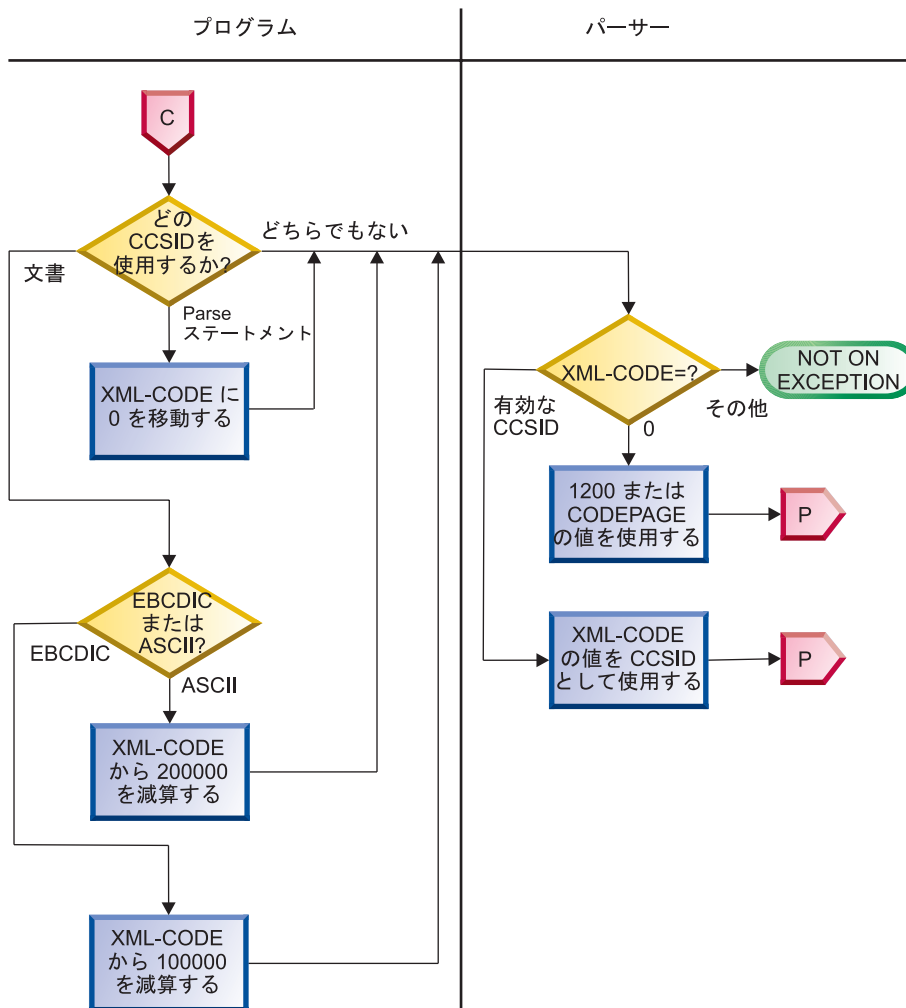 プログラム
パーサー
C
どの
CCSIDを
使用するか?
どちらでもない
文書
Parse
ステートメント
XML-CODE に
0 を移動する
EBCDIC
または
ASCII?
EBCDIC
ASCII
XML-CODE
から 200000
を減算する
XML-CODE
から 100000
を減算する
XML-CODE=?
NOT ON
EXCEPTION
有効な
CCSID
その他
0
1200 または
CODEPAGE
の値を使用する
P
XML-CODE
の値を CCSID
として使用する
P